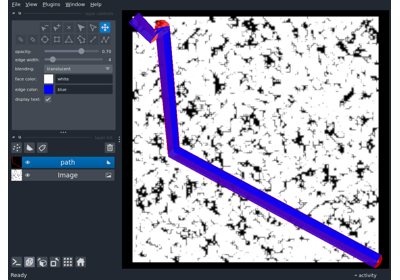 File View Plugins Window Help
opacity: 0.70
edge width: 4
blending: translucent
face color: white
edge color: blue
display text: ✓
path
Image
activity